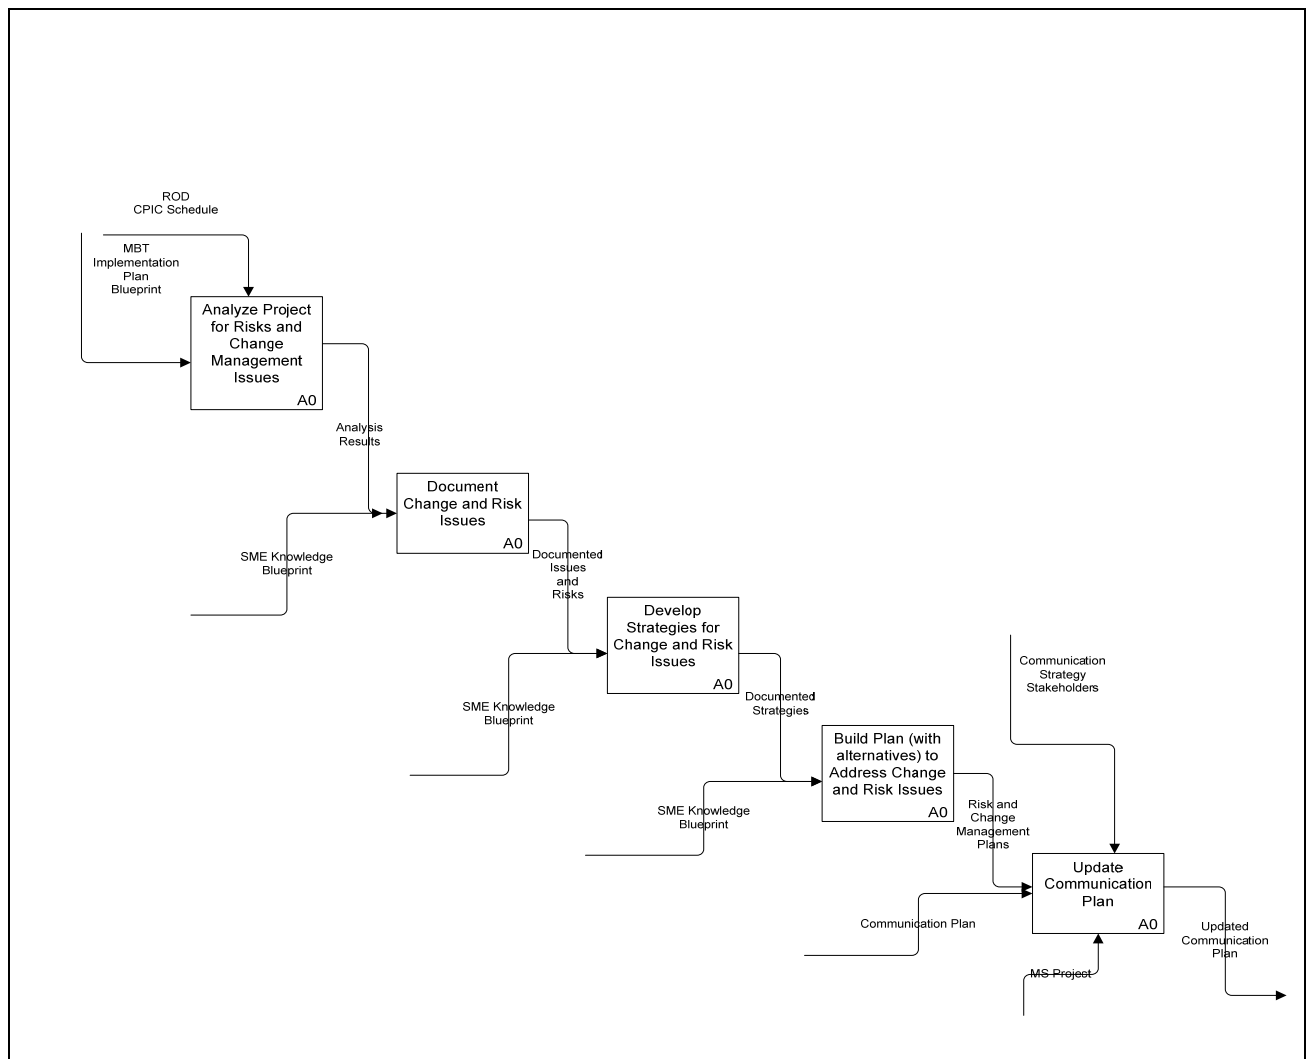 ROD
CPIC Schedule
MBT
Implementation
Plan
Blueprint
Analyze Project
for Risks and
Change
Management
Issues
A0
Analysis
Results
Document
Change and Risk
Issues
A0
SME Knowledge
Blueprint
Documented
Issues
and
Risks
Develop
Strategies for
Change and Risk
Issues
A0
SME Knowledge
Blueprint
Documented
Strategies
Communication
Strategy
Stakeholders
Build Plan (with
alternatives) to
Address Change
and Risk Issues
A0
SME Knowledge
Blueprint
Risk and
Change
Management
Plans
Update
Communication
Plan
A0
Communication Plan
MS Project
Updated
Communication
Plan